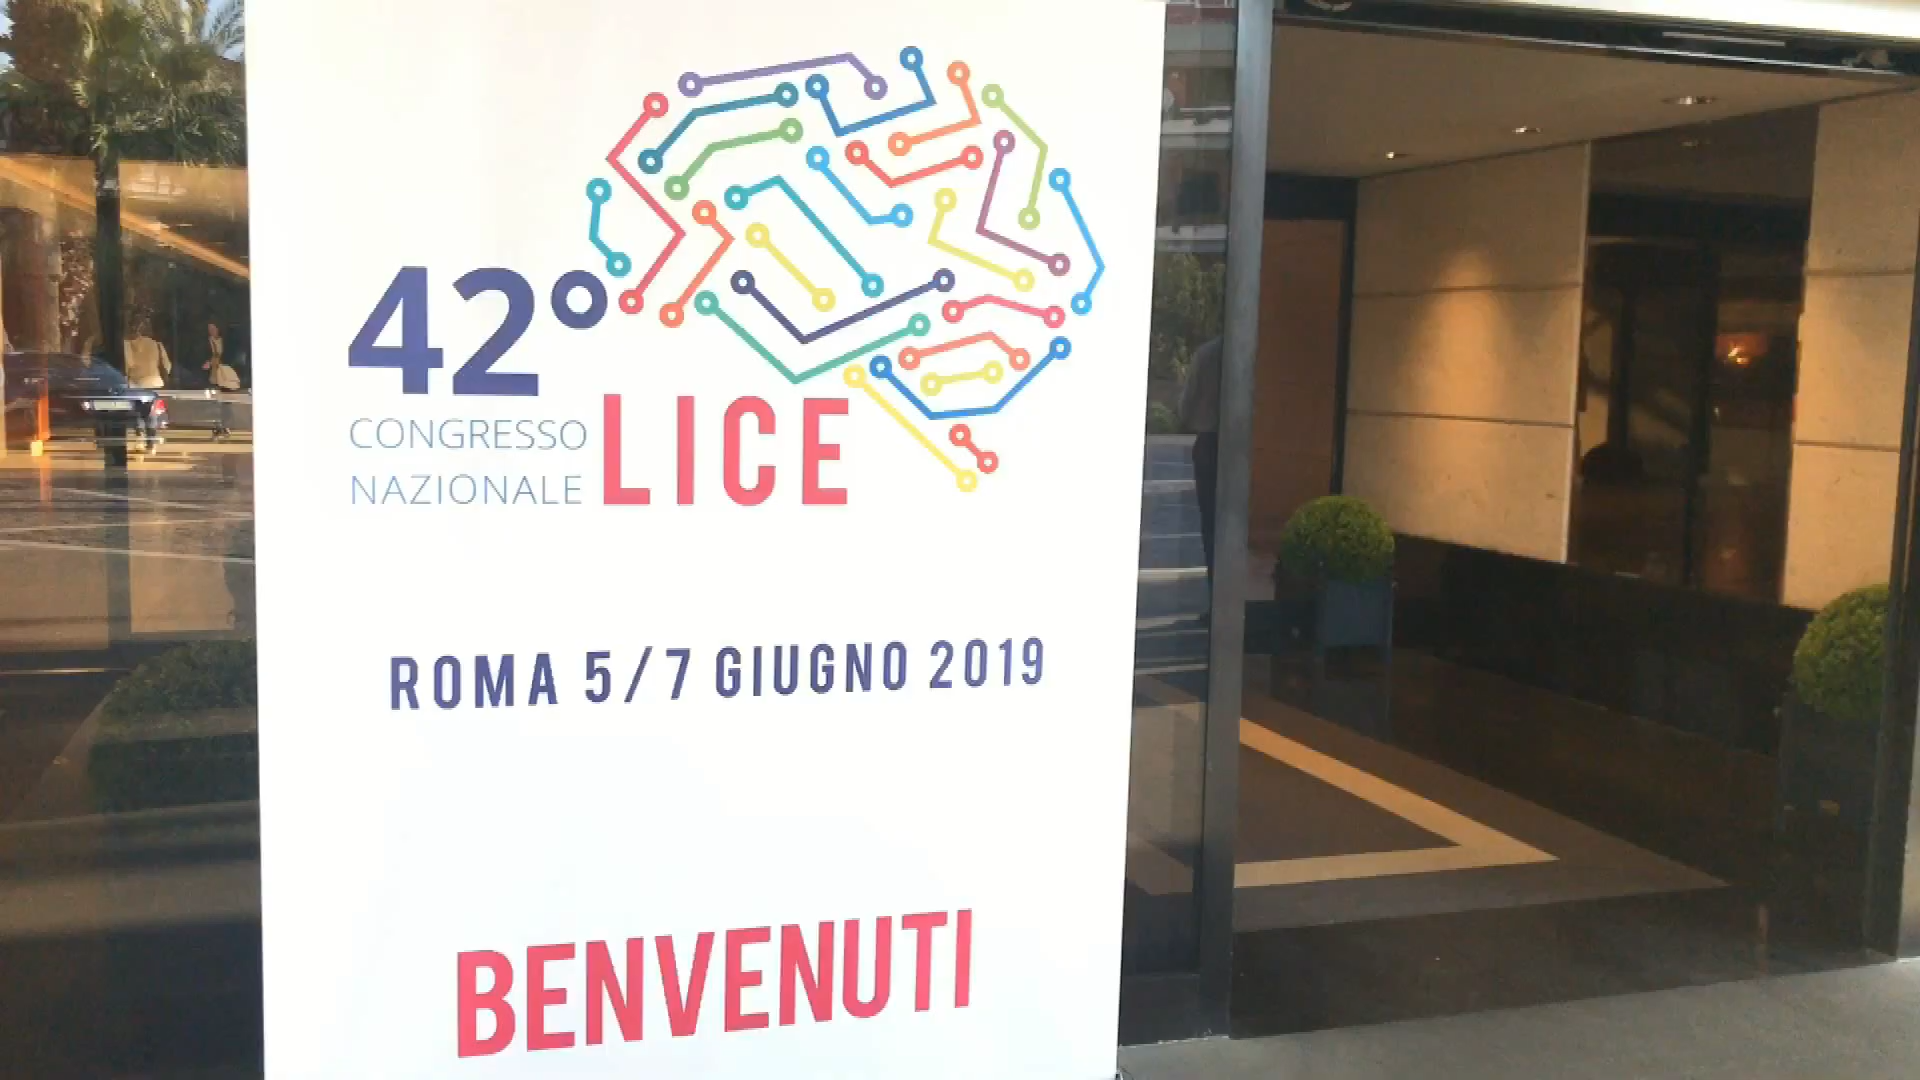 42°
CONGRESSO
NAZIONALE LICE
ROMA 5/7 GIUGNO 2019
BENVENUTI